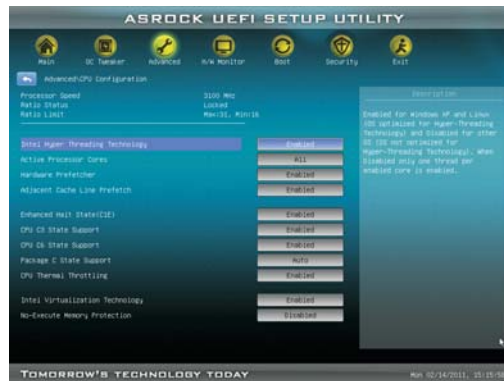 ASROCK UEFI SETUP UTILITY
Main OC Tweaker Advanced H/W Monitor Boot Security Exit
Advanced\CPU Configuration
Description
Processor Speed 3100 MHz
Ratio Status Locked
Ratio Limit Max:31, Min:16
Enabled for Windows XP and Linux
(OS optimized for Hyper-Threading
Technology) and Disabled for other
OS (OS not optimized for
Hyper-Threading Technology). When
Disabled only one thread per
enabled core is enabled.
Intel Hyper Threading Technology Enabled
Active Processor Cores All
Hardware Prefetcher Enabled
Adjacent Cache Line Prefetch Enabled
Enhanced Halt State(C1E) Enabled
CPU C3 State Support Enabled
CPU C6 State Support Enabled
Package C State Support Auto
CPU Thermal Throttling Enabled
Intel Virtualization Technology Enabled
No-Execute Memory Protection Disabled
TOMORROW'S TECHNOLOGY TODAY
Mon 02/14/2011, 15:15:50